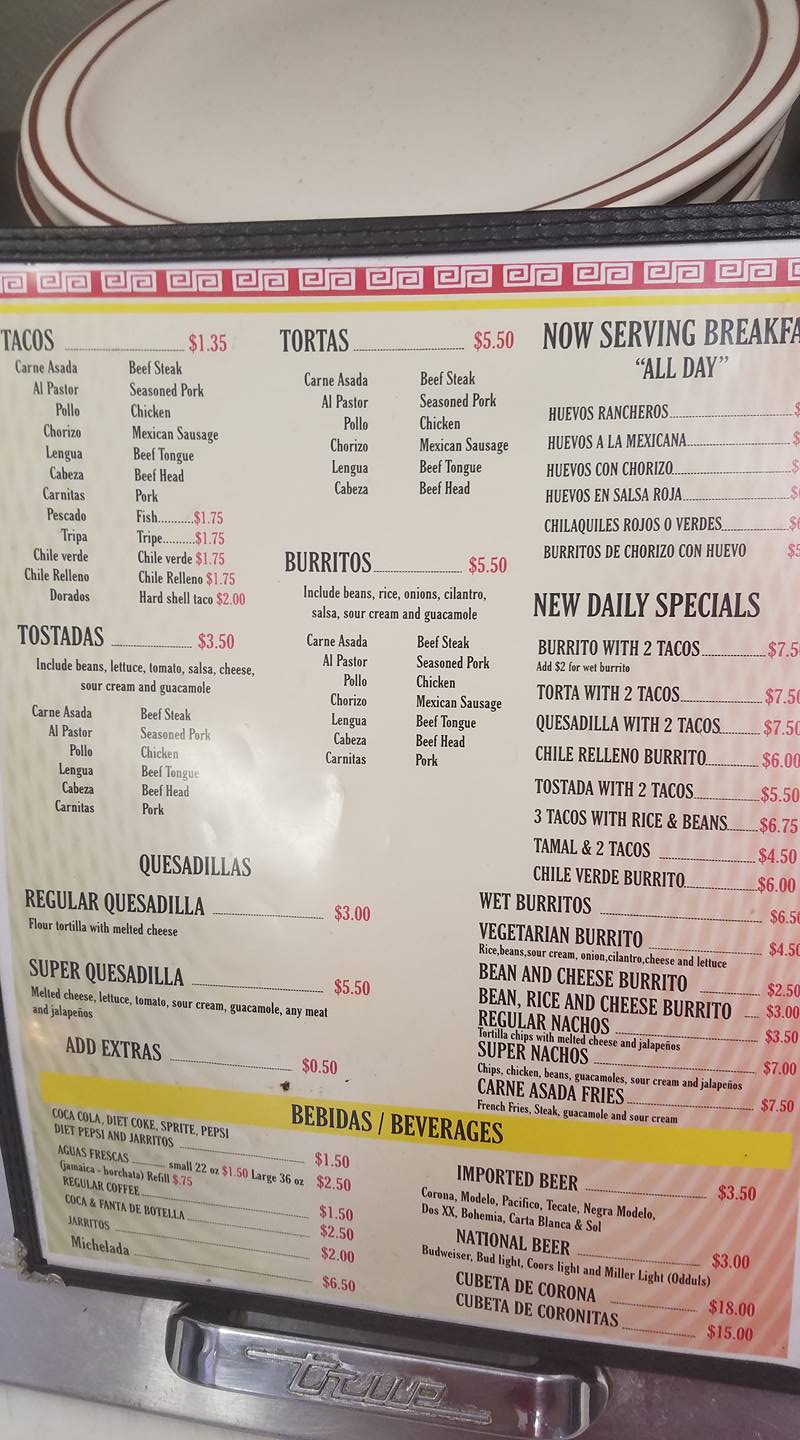 TACOS $1.35
Carne Asada Beef Steak
Al Pastor Seasoned Pork
Pollo Chicken
Chorizo Mexican Sausage
Lengua Beef Tongue
Cabeza Beef Head
Carnitas Pork
Pescado Fish..........$1.75
Tripa Tripe.........$1.75
Chile verde Chile verde $1.75
Chile Relleno Chile Relleno $1.75
Dorados Hard shell taco $2.00
TOSTADAS $3.50
Include beans, lettuce, tomato, salsa, cheese,
sour cream and guacamole
Carne Asada Beef Steak
Al Pastor Seasoned Pork
Pollo Chicken
Lengua Beef Tongue
Cabeza Beef Head
Carnitas Pork
QUESADILLAS
REGULAR QUESADILLA $3.00
Flour tortilla with melted cheese
SUPER QUESADILLA $5.50
Melted cheese, lettuce, tomato, sour cream, guacamole, any meat
and jalapeños
ADD EXTRAS $0.50
TORTAS $5.50
Carne Asada Beef Steak
Al Pastor Seasoned Pork
Pollo Chicken
Chorizo Mexican Sausage
Lengua Beef Tongue
Cabeza Beef Head
BURRITOS $5.50
Include beans, rice, onions, cilantro,
salsa, sour cream and guacamole
Carne Asada Beef Steak
Al Pastor Seasoned Pork
Pollo Chicken
Chorizo Mexican Sausage
Lengua Beef Tongue
Cabeza Beef Head
Carnitas Pork
NOW SERVING BREAKFA
“ALL DAY”
HUEVOS RANCHEROS $
HUEVOS A LA MEXICANA $
HUEVOS CON CHORIZO $
HUEVOS EN SALSA ROJA $
CHILAQUILES ROJOS O VERDES $
BURRITOS DE CHORIZO CON HUEVO $5
NEW DAILY SPECIALS
BURRITO WITH 2 TACOS $7.5
Add $2 for wet burrito
TORTA WITH 2 TACOS $7.50
QUESADILLA WITH 2 TACOS $7.50
CHILE RELLENO BURRITO $6.00
TOSTADA WITH 2 TACOS $5.50
3 TACOS WITH RICE & BEANS $6.75
TAMAL & 2 TACOS $4.50
CHILE VERDE BURRITO $6.00
WET BURRITOS $6.50
VEGETARIAN BURRITO $4.50
Rice,beans,sour cream, onion,cilantro,cheese and lettuce
BEAN AND CHEESE BURRITO $2.50
BEAN, RICE AND CHEESE BURRITO $3.00
REGULAR NACHOS $3.50
Tortilla chips with melted cheese and jalapeños
SUPER NACHOS $7.00
Chips, chicken, beans, guacamoles, sour cream and jalapeños
CARNE ASADA FRIES $7.50
French Fries, Steak, guacamole and sour cream
BEBIDAS / BEVERAGES
COCA COLA, DIET COKE, SPRITE, PEPSI
DIET PEPSI AND JARRITOS $1.50
AGUAS FRESCAS small 22 oz $1.50 Large 36 oz $2.50
(jamaica - horchata) Refill $.75
REGULAR COFFEE $1.50
COCA & FANTA DE BOTELLA $2.50
JARRITOS $2.00
Michelada $6.50
IMPORTED BEER $3.50
Corona, Modelo, Pacifico, Tecate, Negra Modelo,
Dos XX, Bohemia, Carta Blanca & Sol
NATIONAL BEER $3.00
Budweiser, Bud light, Coors light and Miller Light (Odduls)
CUBETA DE CORONA $18.00
CUBETA DE CORONITAS $15.00
True